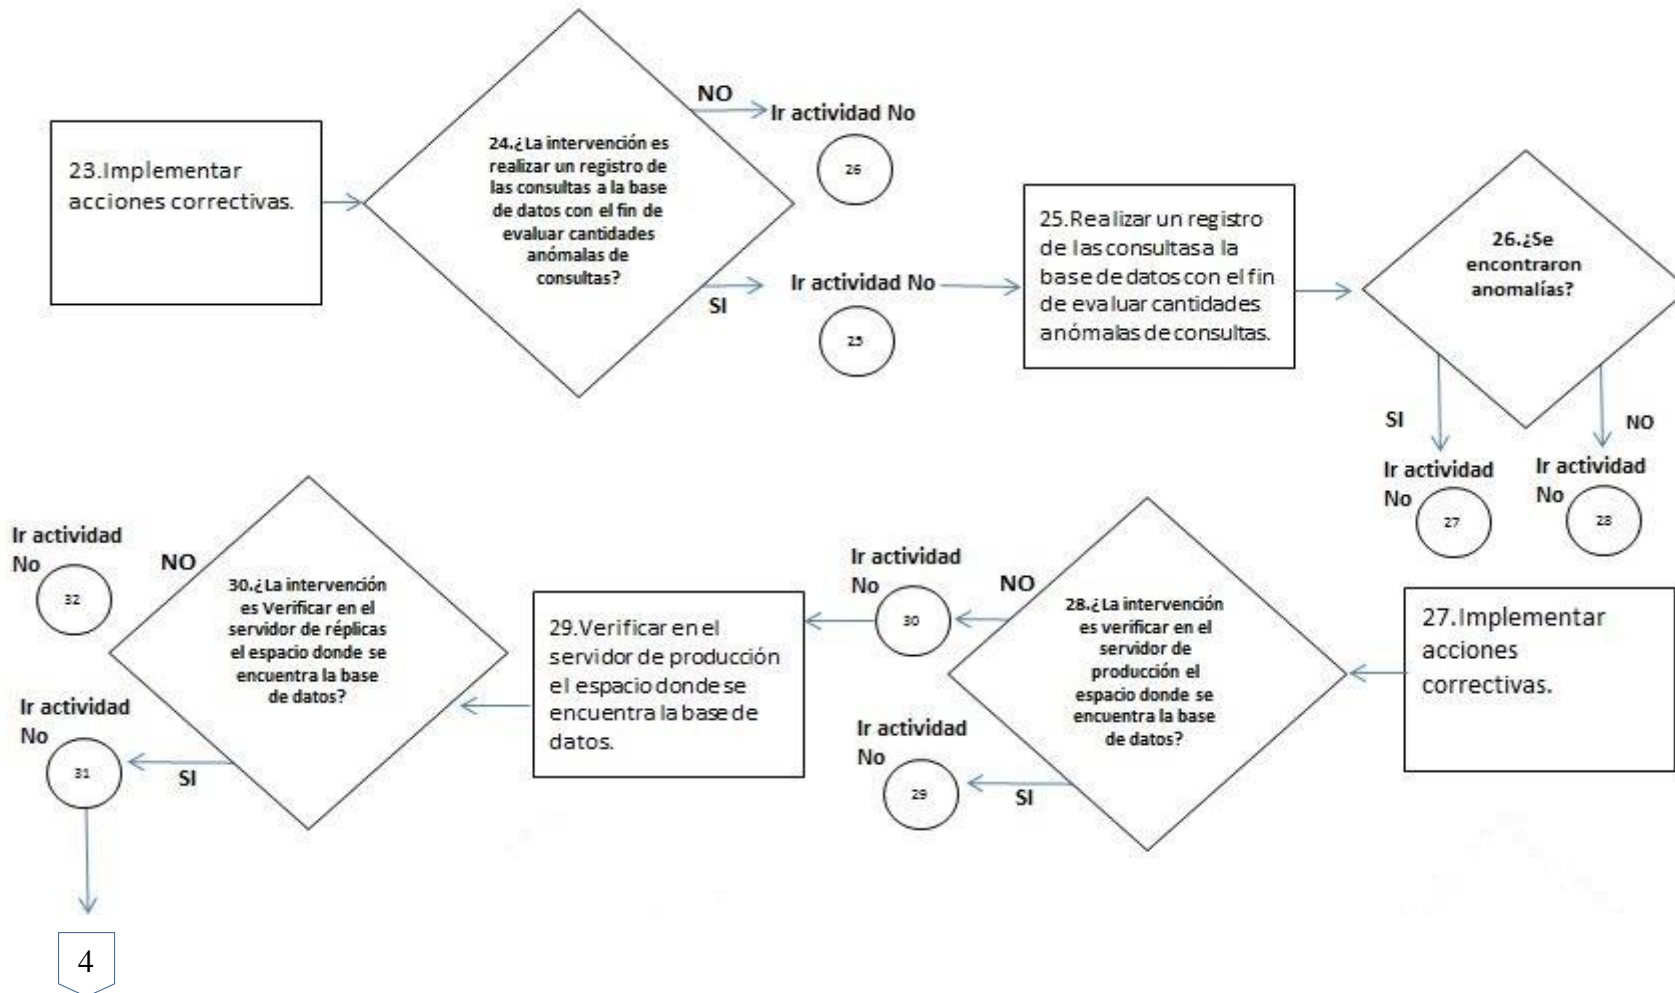 23.Implementar
acciones correctivas.
24.¿La intervención es
realizar un registro de
las consultas a la base
de datos con el fin de
evaluar cantidades
anómalas de
consultas?
NO
Ir actividad No
26
SI
Ir actividad No
25
25.Realizar un registro
de las consultas a la
base de datos con el fin
de evaluar cantidades
anómalas de consultas.
26.¿Se
encontraron
anomalías?
SI
Ir actividad
No
27
NO
Ir actividad
No
28
27.Implementar
acciones
correctivas.
28.¿La intervención
es verificar en el
servidor de
producción el
espacio donde se
encuentra la base
de datos?
NO
Ir actividad
No
30
SI
Ir actividad
No
29
29.Verificar en el
servidor de producción
el espacio donde se
encuentra la base de
datos.
30.¿La intervención
es Verificar en el
servidor de réplicas
el espacio donde se
encuentra la base
de datos?
NO
Ir actividad
No
32
SI
Ir actividad
No
31
4